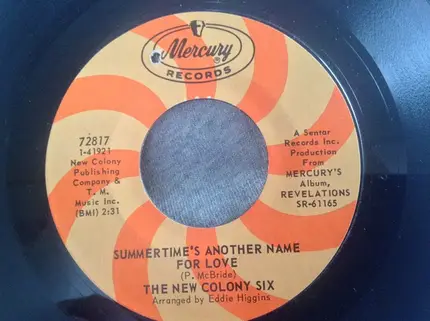 Mercury
®
RECORDS
72817
1-41921
New Colony
Publishing
Company &
T. M.
Music Inc.
(BMI) 2:31
A Sentar
Records Inc.
Production
From
MERCURY'S
Album,
REVELATIONS
SR-61165
SUMMERTIME'S ANOTHER NAME
FOR LOVE
(P. McBride)
THE NEW COLONY SIX
Arranged by Eddie Higgins